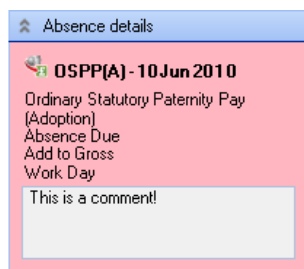 Absence details
OSPP(A) - 10 Jun 2010
Ordinary Statutory Paternity Pay
(Adoption)
Absence Due
Add to Gross
Work Day
This is a comment!